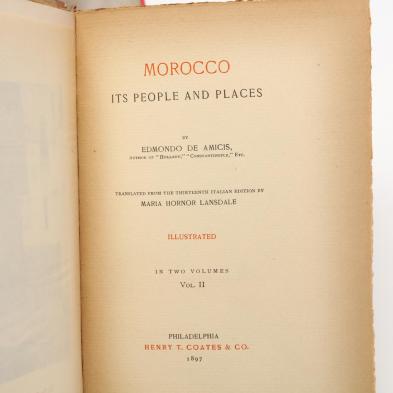 MOROCCO
ITS PEOPLE AND PLACES
BY
EDMONDO DE AMICIS,
AUTHOR OF "HOLLAND," "CONSTANTINOPLE," ETC.
TRANSLATED FROM THE THIRTEENTH ITALIAN EDITION BY
MARIA HORNOR LANSDALE
ILLUSTRATED
IN TWO VOLUMES
VOL. II
PHILADELPHIA
HENRY T. COATES & CO.
1897